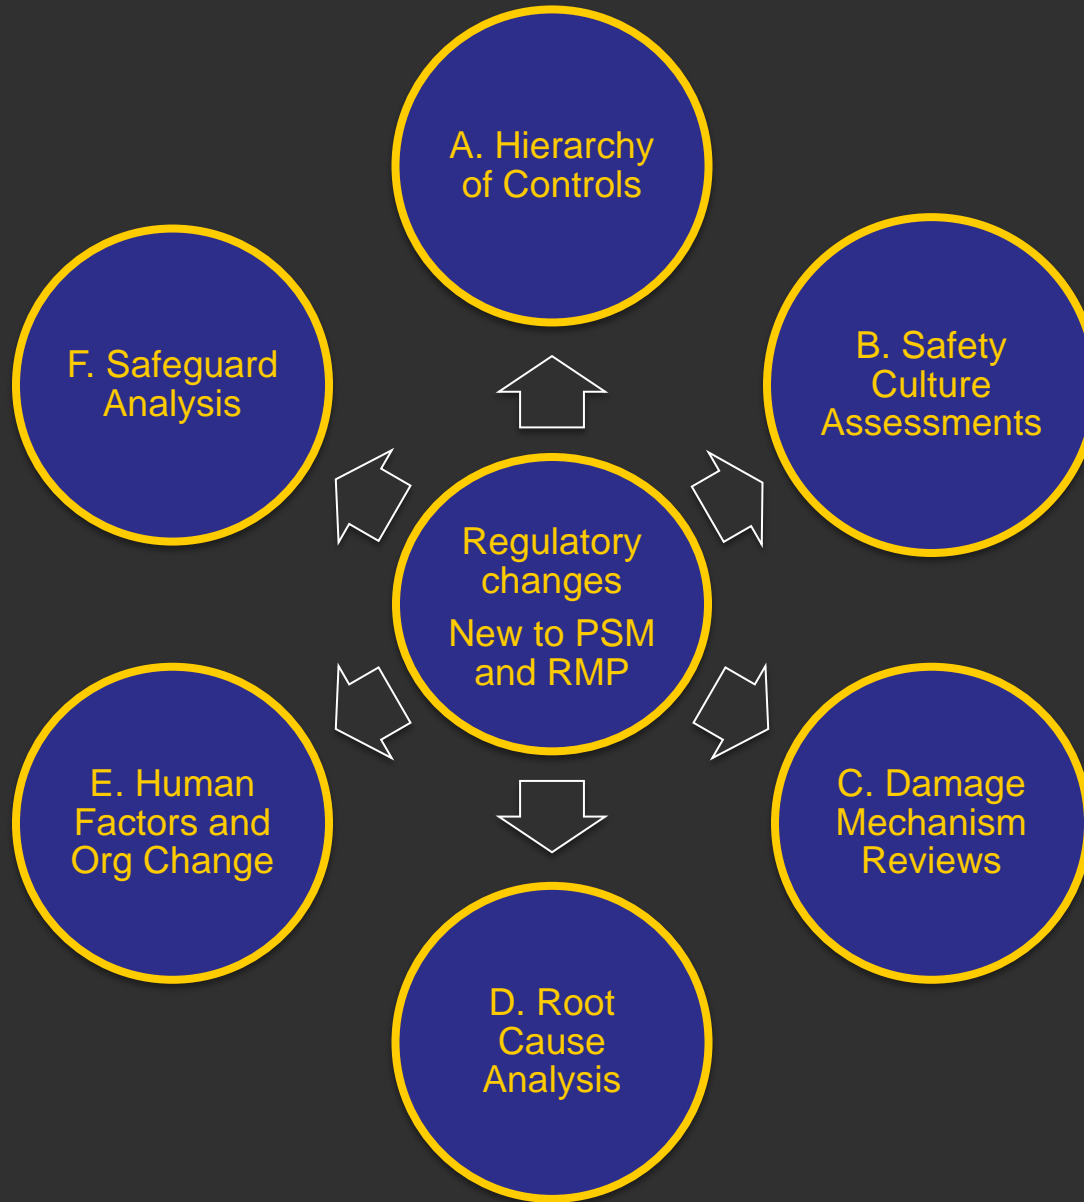 A. Hierarchy
of Controls
B. Safety
Culture
Assessments
C. Damage
Mechanism
Reviews
D. Root
Cause
Analysis
E. Human
Factors and
Org Change
F. Safeguard
Analysis
Regulatory
changes
New to PSM
and RMP